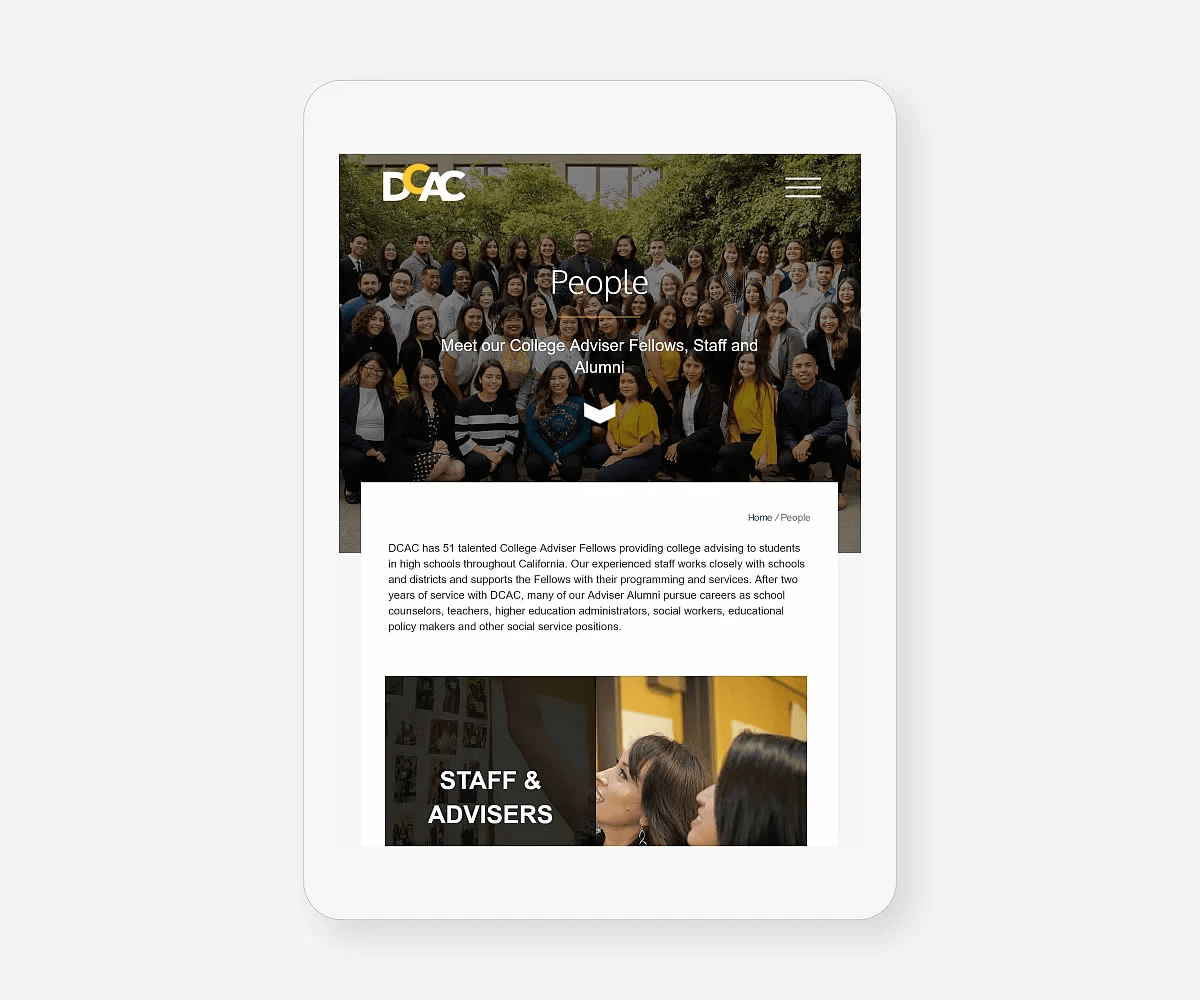 DCAC
People
Meet our College Adviser Fellows, Staff and
Alumni
Home / People
DCAC has 51 talented College Adviser Fellows providing college advising to students
in high schools throughout California. Our experienced staff works closely with schools
and districts and supports the Fellows with their programming and services. After two
years of service with DCAC, many of our Adviser Alumni pursue careers as school
counselors, teachers, higher education administrators, social workers, educational
policy makers and other social service positions.
STAFF &
ADVISERS